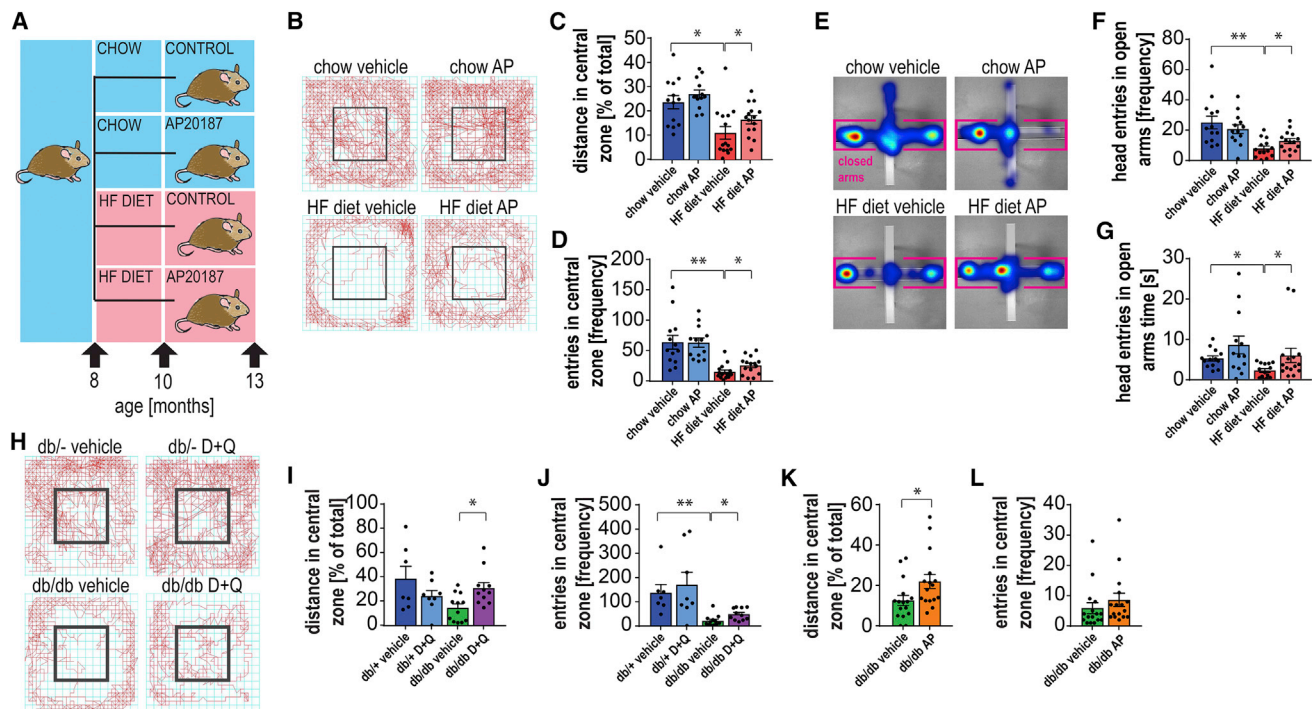 A
CHOW
CONTROL
CHOW
AP20187
HF DIET
CONTROL
HF DIET
AP20187
8
10
13
age [months]
B
chow vehicle
chow AP
HF diet vehicle
HF diet AP
C
distance in central
zone [% of total]
50
40
30
20
10
0
*
*
chow vehicle
chow AP
HF diet vehicle
HF diet AP
D
entries in central
zone [frequency]
200
150
100
50
0
**
*
chow vehicle
chow AP
HF diet vehicle
HF diet AP
E
chow vehicle
chow AP
closed
arms
HF diet vehicle
HF diet AP
F
head entries in open
arms [frequency]
80
60
40
20
0
**
*
chow vehicle
chow AP
HF diet vehicle
HF diet AP
G
head entries in open
arms time [s]
30
20
10
0
*
*
chow vehicle
chow AP
HF diet vehicle
HF diet AP
H
db/- vehicle
db/- D+Q
db/db vehicle
db/db D+Q
I
distance in central
zone [% of total]
100
80
60
40
20
0
*
db/+ vehicle
db/+ D+Q
db/db vehicle
db/db D+Q
J
entries in central
zone [frequency]
500
400
300
200
100
0
**
*
db/+ vehicle
db/+ D+Q
db/db vehicle
db/db D+Q
K
distance in central
zone [% of total]
60
40
20
0
*
db/db vehicle
db/db AP
L
entries in central
zone [frequency]
40
30
20
10
0
db/db vehicle
db/db AP